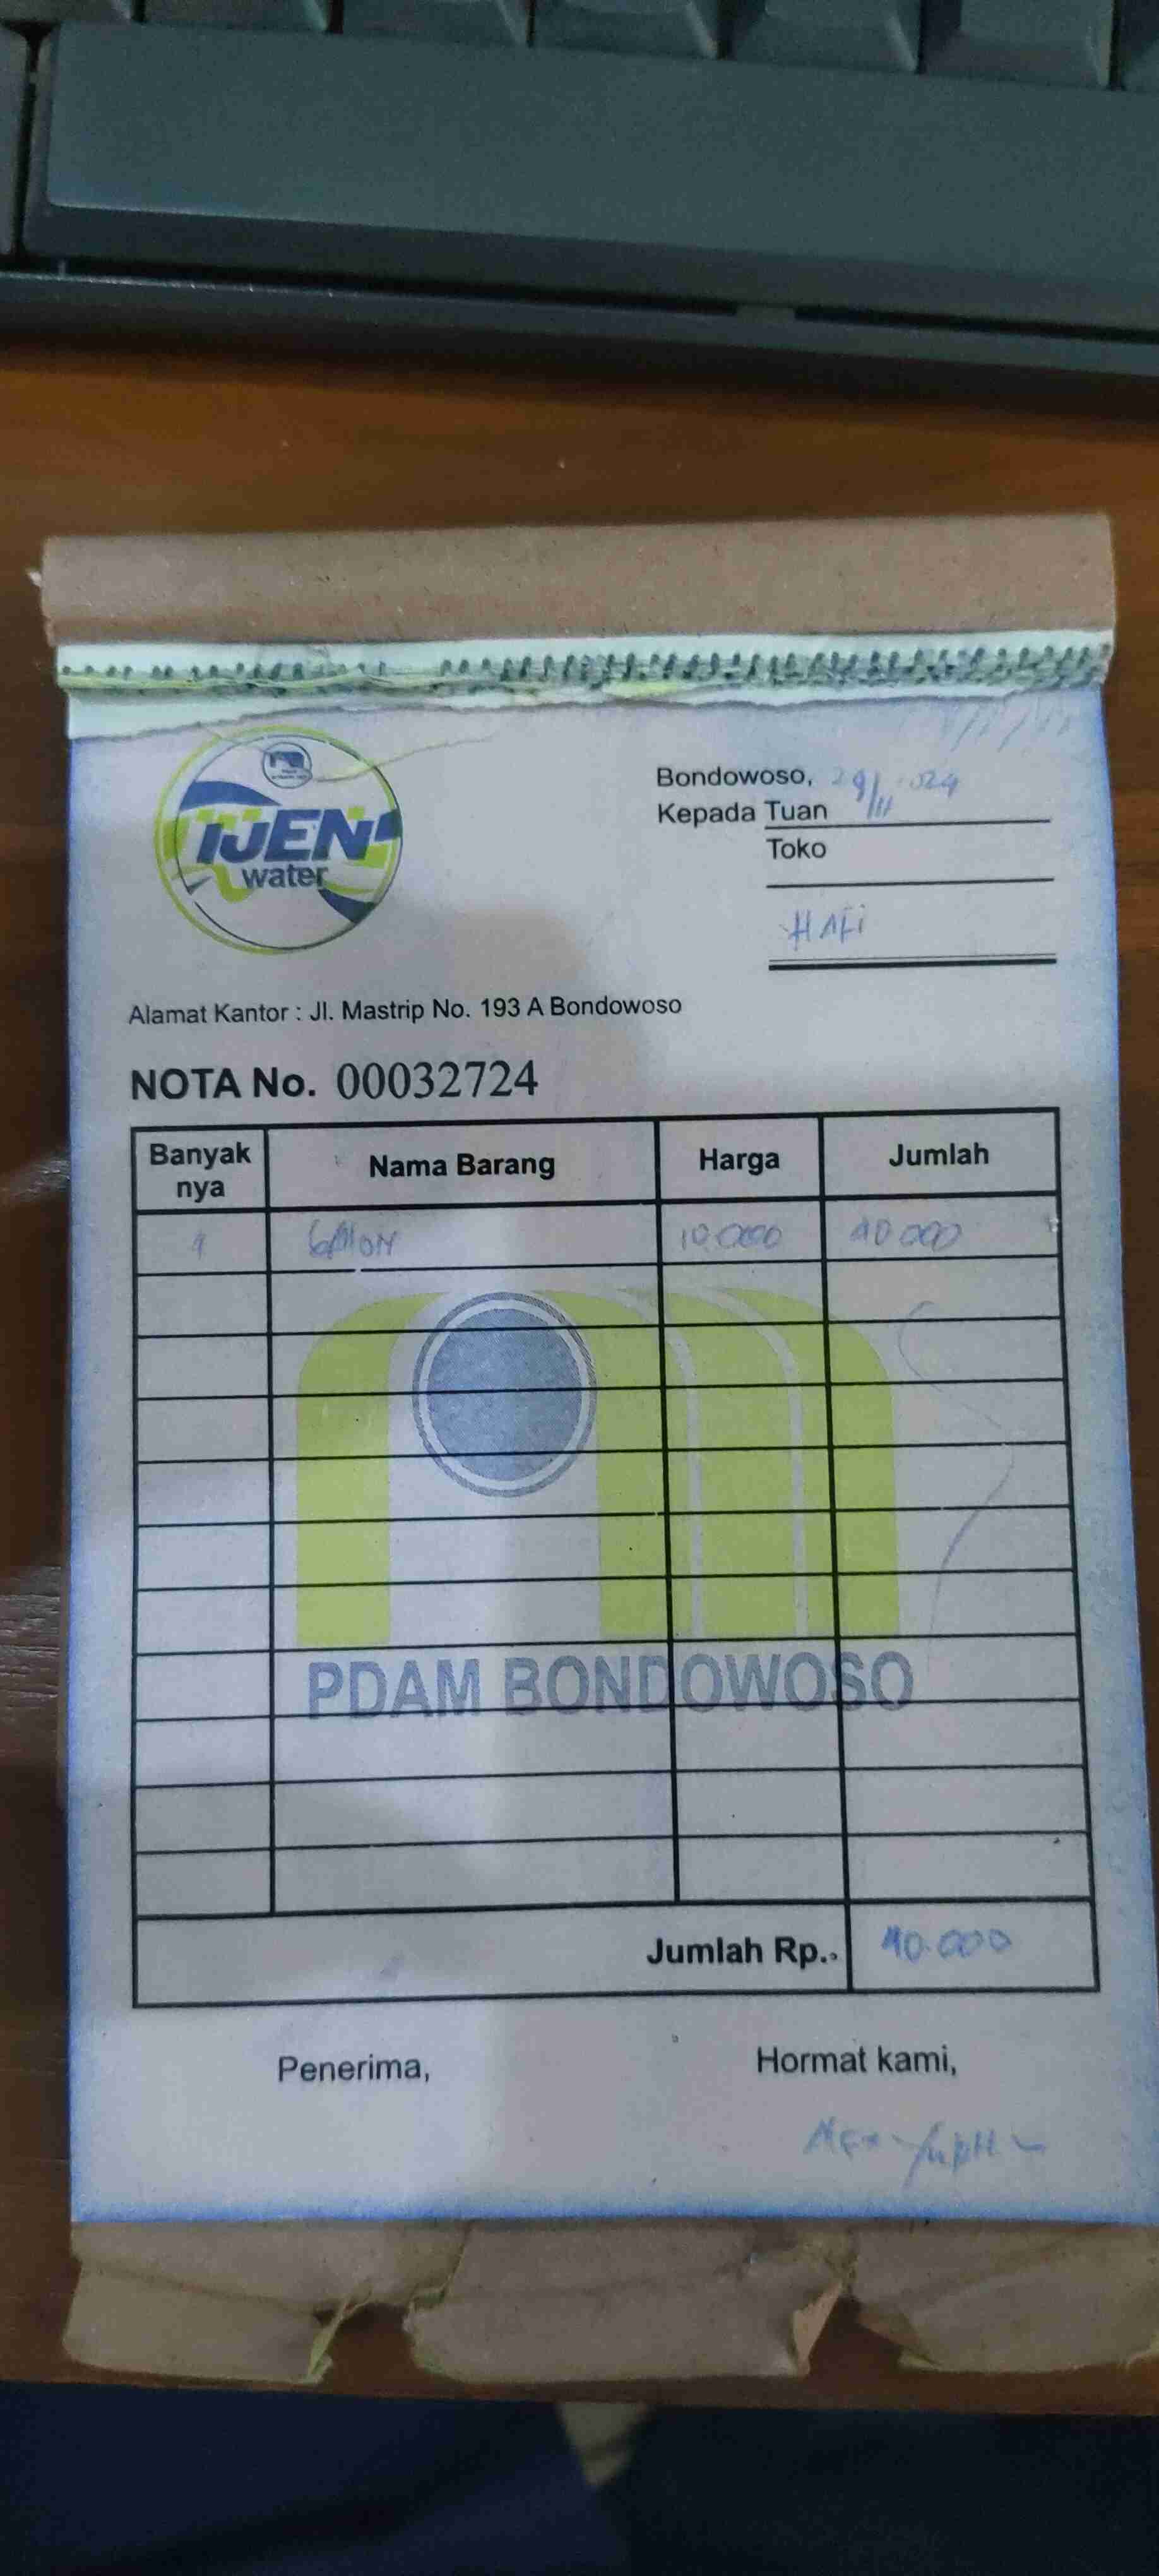 IJEN
water
Bondowoso, 29/11-024
Kepada Tuan
Toko
HAFi
Alamat Kantor : Jl. Mastrip No. 193 A Bondowoso
NOTA No. 00032724
Banyak nya Nama Barang Harga Jumlah
4 GAlON 10.000 40.000
PDAM BONDOWOSO
Jumlah Rp. 40.000
Penerima, Hormat kami,